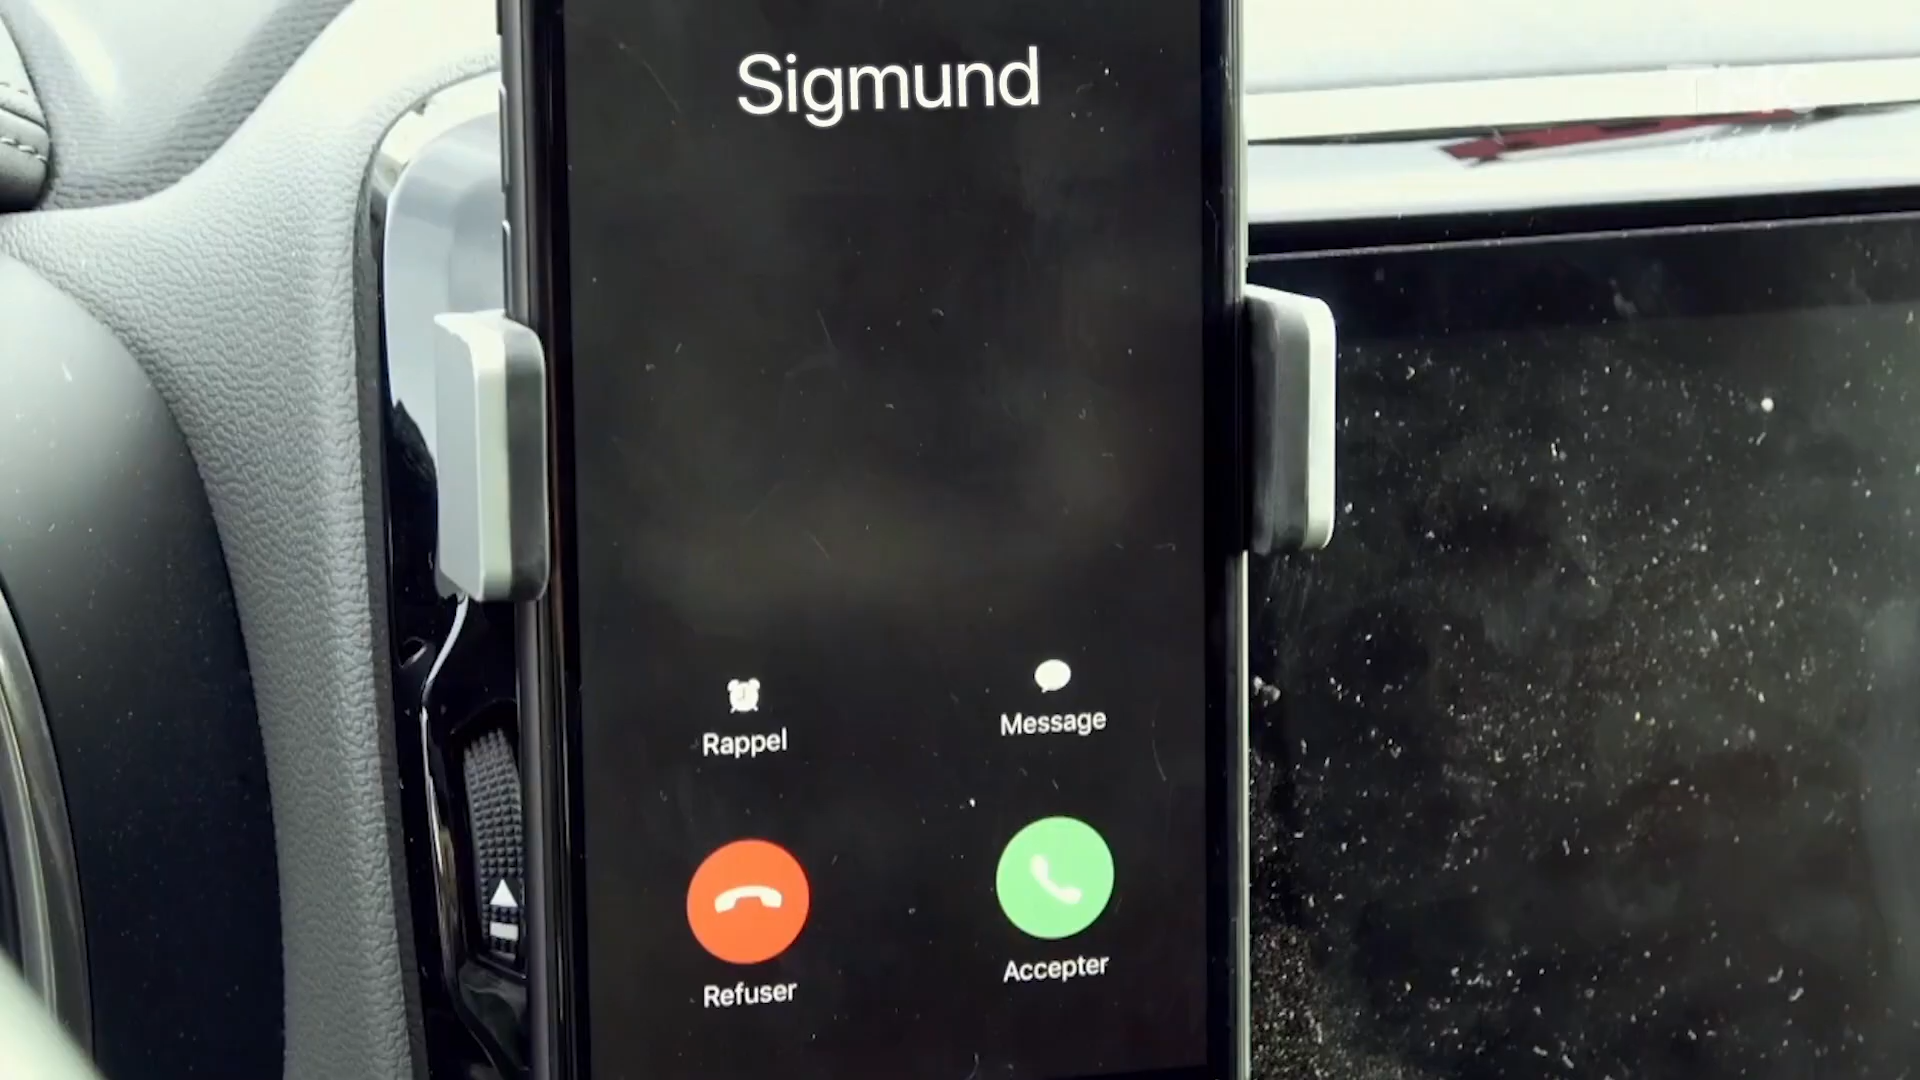 Sigmund
Rappel
Message
Refuser
Accepter